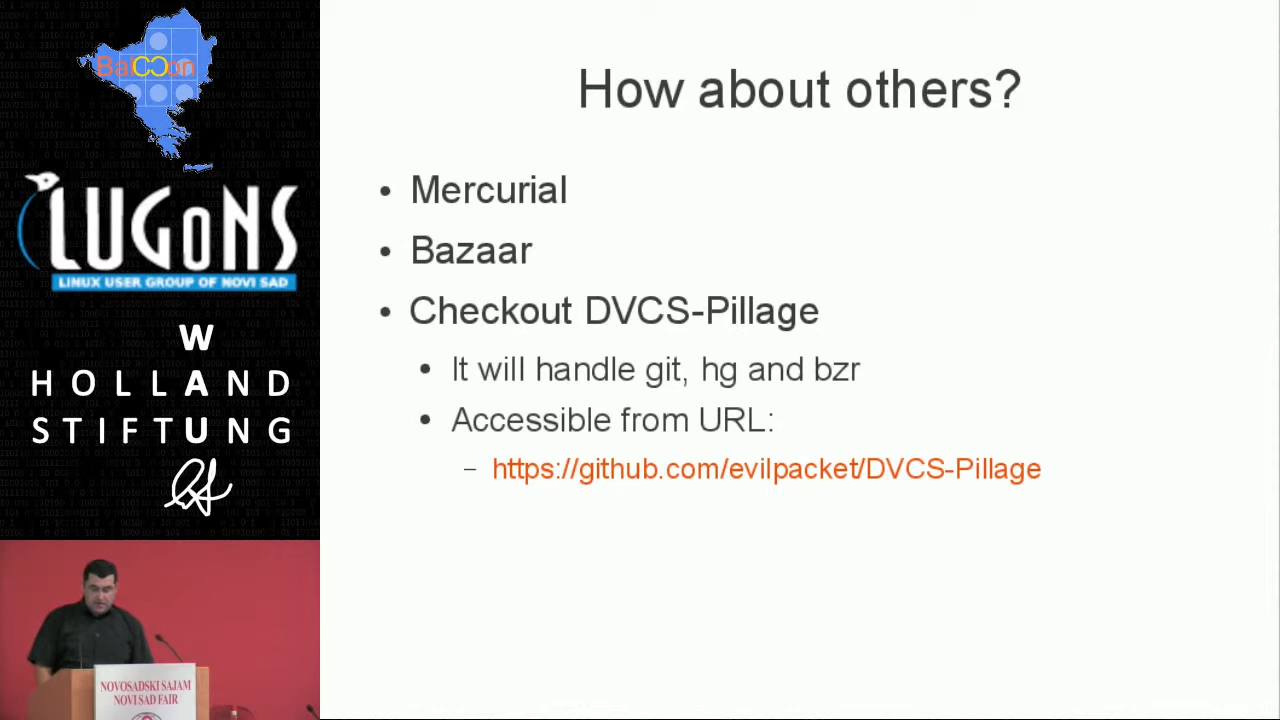 BalCCon
LUGoNS
LINUX USER GROUP OF NOVI SAD
W
HOLLAND
STIFTUNG
How about others?
• Mercurial
• Bazaar
• Checkout DVCS-Pillage
• It will handle git, hg and bzr
• Accessible from URL:
– https://github.com/evilpacket/DVCS-Pillage
NOVOSADSKI SAJAM
NOVI SAD FAIR